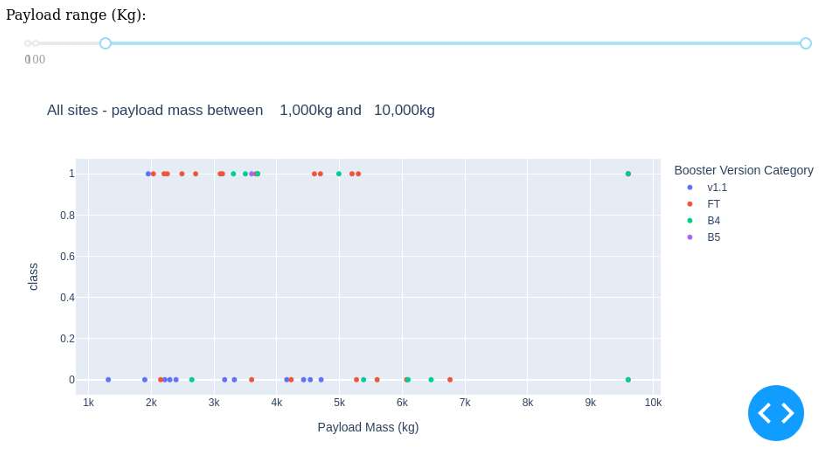 Payload range (Kg):
0 100
All sites - payload mass between 1,000kg and 10,000kg
Booster Version Category
v1.1
FT
B4
B5
class
1
0.8
0.6
0.4
0.2
0
1k 2k 3k 4k 5k 6k 7k 8k 9k 10k
Payload Mass (kg)